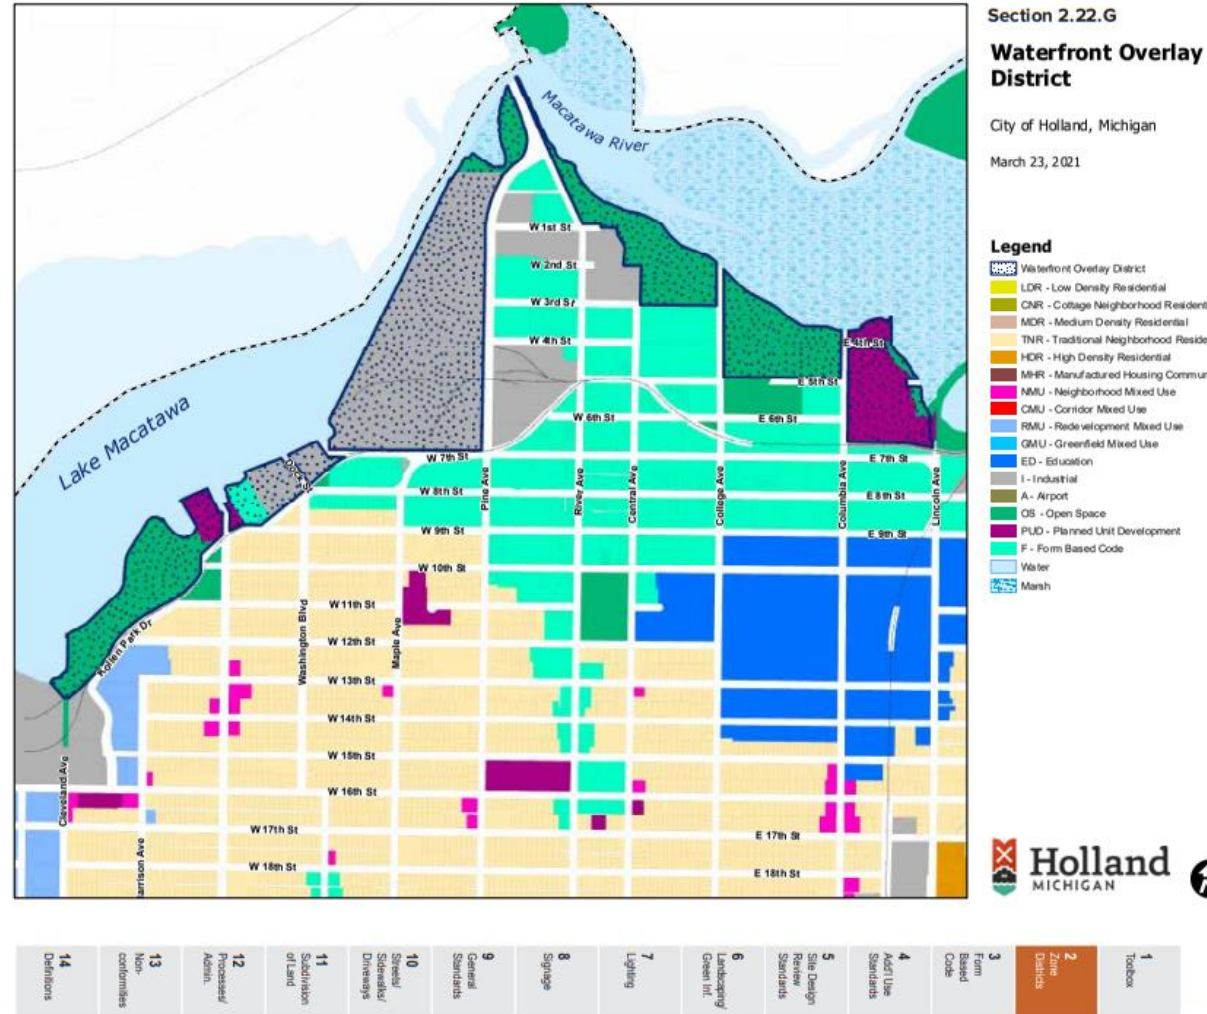 Section 2.22.G
Waterfront Overlay
District
City of Holland, Michigan
March 23, 2021
Legend
Waterfront Overlay District
LDR - Low Density Residential
CNR - Cottage Neighborhood Resident
MDR - Medium Density Residential
TNR - Traditional Neighborhood Reside
HDR - High Density Residential
MHR - Manufactured Housing Commun
NMU - Neighborhood Mixed Use
CMU - Corridor Mixed Use
RMU - Redevelopment Mixed Use
GMU - Greenfield Mixed Use
ED - Education
I - Industrial
A - Airport
OS - Open Space
PUD - Planned Unit Development
F - Form Based Code
Water
Marsh
Macatawa River
Lake Macatawa
W 1st St
W 2nd St
W 3rd St
W 4th St
E 4th St
E 5th St
W 6th St
E 6th St
W 7th St
E 7th St
Dock St
W 8th St
E 8th St
W 9th St
E 9th St
Pine Ave
River Ave
Central Ave
College Ave
Columbia Ave
Lincoln Ave
W 10th St
W 11th St
Kollen Park Dr
Washington Blvd
Maple Ave
W 12th St
W 13th St
W 14th St
W 15th St
W 16th St
Cleveland Ave
W 17th St
E 17th St
arrison Ave
W 18th St
E 18th St
Holland
MICHIGAN
14
Definitions
13
Non-
conformities
12
Processes/
Admin.
11
Subdivision
of Land
10
Streets/
Sidewalks/
Driveways
9
General
Standards
8
Signage
7
Lighting
6
Landscaping/
Green Inf.
5
Site Design
Review
Standards
4
Add'l Use
Standards
3
Form
Based
Code
2
Zone
Districts
1
Toolbox